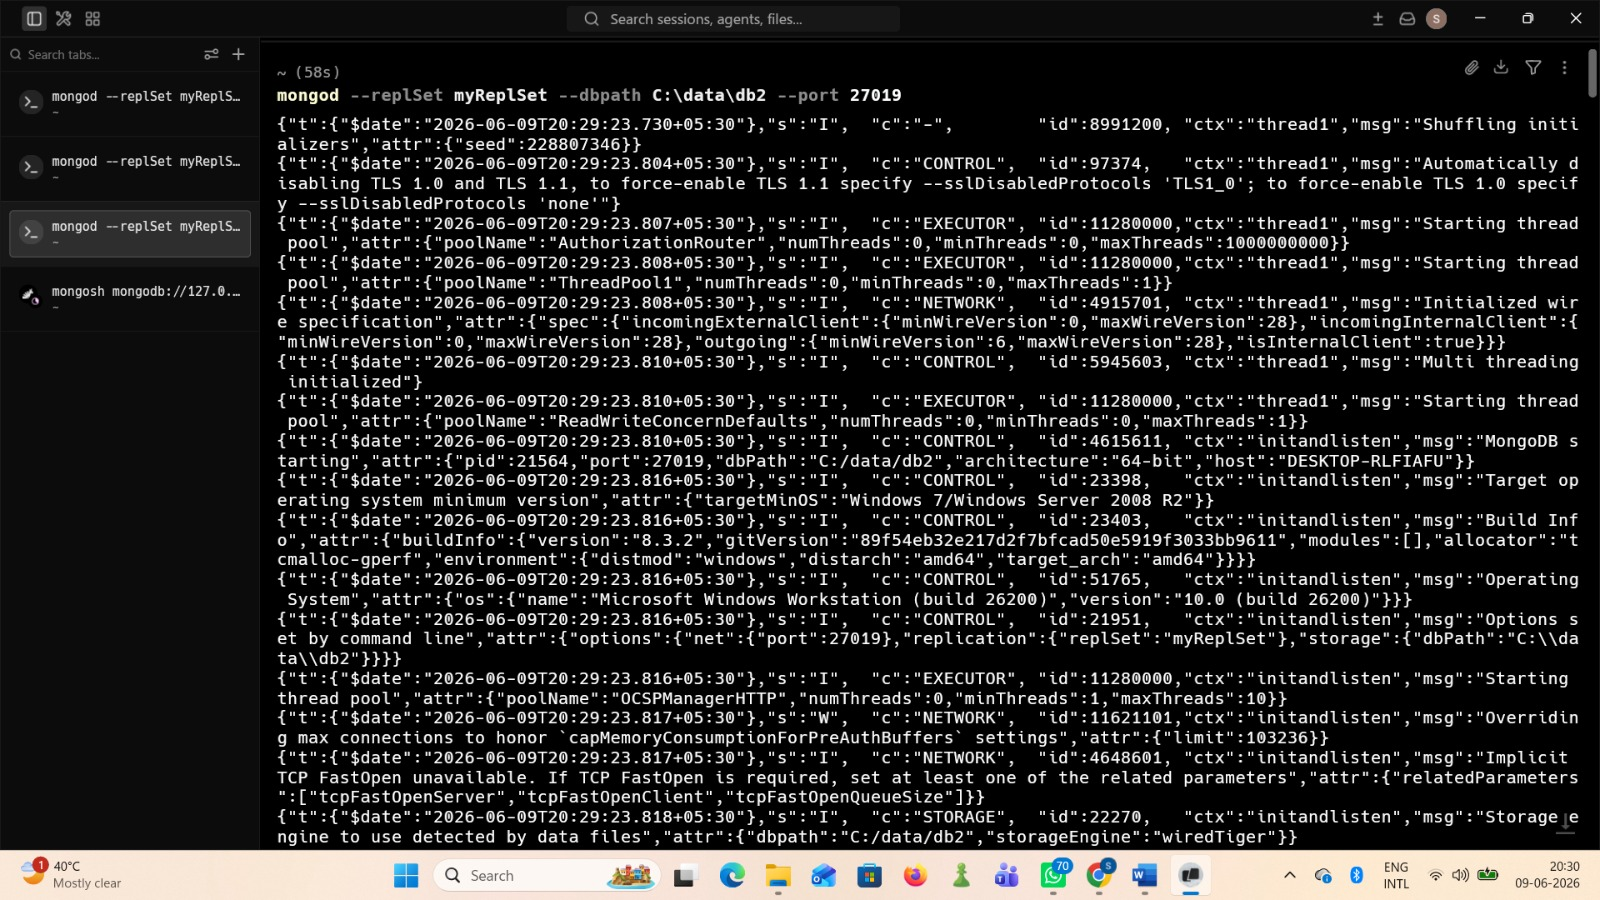 Search sessions, agents, files...
S
Search tabs...
mongod --replSet myReplS...
~
mongod --replSet myReplS...
~
mongod --replSet myReplS...
~
mongosh mongodb://127.0....
~
~ (58s)
mongod --replSet myReplSet --dbpath C:\data\db2 --port 27019
{"t":{"$date":"2026-06-09T20:29:23.730+05:30"},"s":"I",  "c":"-",        "id":8991200, "ctx":"thread1","msg":"Shuffling initi
alizers","attr":{"seed":228807346}}
{"t":{"$date":"2026-06-09T20:29:23.804+05:30"},"s":"I",  "c":"CONTROL",  "id":97374,   "ctx":"thread1","msg":"Automatically d
isabling TLS 1.0 and TLS 1.1, to force-enable TLS 1.1 specify --sslDisabledProtocols 'TLS1_0'; to force-enable TLS 1.0 specif
y --sslDisabledProtocols 'none'"}
{"t":{"$date":"2026-06-09T20:29:23.807+05:30"},"s":"I",  "c":"EXECUTOR", "id":11280000,"ctx":"thread1","msg":"Starting thread
 pool","attr":{"poolName":"AuthorizationRouter","numThreads":0,"minThreads":0,"maxThreads":1000000000}}
{"t":{"$date":"2026-06-09T20:29:23.808+05:30"},"s":"I",  "c":"EXECUTOR", "id":11280000,"ctx":"thread1","msg":"Starting thread
 pool","attr":{"poolName":"ThreadPool1","numThreads":0,"minThreads":0,"maxThreads":1}}
{"t":{"$date":"2026-06-09T20:29:23.808+05:30"},"s":"I",  "c":"NETWORK",  "id":4915701, "ctx":"thread1","msg":"Initialized wir
e specification","attr":{"spec":{"incomingExternalClient":{"minWireVersion":0,"maxWireVersion":28},"incomingInternalClient":{
"minWireVersion":0,"maxWireVersion":28},"outgoing":{"minWireVersion":6,"maxWireVersion":28},"isInternalClient":true}}}
{"t":{"$date":"2026-06-09T20:29:23.810+05:30"},"s":"I",  "c":"CONTROL",  "id":5945603, "ctx":"thread1","msg":"Multi threading
 initialized"}
{"t":{"$date":"2026-06-09T20:29:23.810+05:30"},"s":"I",  "c":"EXECUTOR", "id":11280000,"ctx":"thread1","msg":"Starting thread
 pool","attr":{"poolName":"ReadWriteConcernDefaults","numThreads":0,"minThreads":0,"maxThreads":1}}
{"t":{"$date":"2026-06-09T20:29:23.810+05:30"},"s":"I",  "c":"CONTROL",  "id":4615611, "ctx":"initandlisten","msg":"MongoDB s
tarting","attr":{"pid":21564,"port":27019,"dbPath":"C:/data/db2","architecture":"64-bit","host":"DESKTOP-RLFIAFU"}}
{"t":{"$date":"2026-06-09T20:29:23.816+05:30"},"s":"I",  "c":"CONTROL",  "id":23398,   "ctx":"initandlisten","msg":"Target op
erating system minimum version","attr":{"targetMinOS":"Windows 7/Windows Server 2008 R2"}}
{"t":{"$date":"2026-06-09T20:29:23.816+05:30"},"s":"I",  "c":"CONTROL",  "id":23403,   "ctx":"initandlisten","msg":"Build Inf
o","attr":{"buildInfo":{"version":"8.3.2","gitVersion":"89f54eb32e217d2f7bfcad50e5919f3033bb9611","modules":[],"allocator":"t
cmalloc-gperf","environment":{"distmod":"windows","distarch":"amd64","target_arch":"amd64"}}}}
{"t":{"$date":"2026-06-09T20:29:23.816+05:30"},"s":"I",  "c":"CONTROL",  "id":51765,   "ctx":"initandlisten","msg":"Operating
 System","attr":{"os":{"name":"Microsoft Windows Workstation (build 26200)","version":"10.0 (build 26200)"}}}
{"t":{"$date":"2026-06-09T20:29:23.816+05:30"},"s":"I",  "c":"CONTROL",  "id":21951,   "ctx":"initandlisten","msg":"Options s
et by command line","attr":{"options":{"net":{"port":27019},"replication":{"replSet":"myReplSet"},"storage":{"dbPath":"C:\\da
ta\\db2"}}}}
{"t":{"$date":"2026-06-09T20:29:23.816+05:30"},"s":"I",  "c":"EXECUTOR", "id":11280000,"ctx":"initandlisten","msg":"Starting
thread pool","attr":{"poolName":"OCSPManagerHTTP","numThreads":0,"minThreads":1,"maxThreads":10}}
{"t":{"$date":"2026-06-09T20:29:23.817+05:30"},"s":"W",  "c":"NETWORK",  "id":11621101,"ctx":"initandlisten","msg":"Overridin
g max connections to honor `capMemoryConsumptionForPreAuthBuffers` settings","attr":{"limit":103236}}
{"t":{"$date":"2026-06-09T20:29:23.817+05:30"},"s":"I",  "c":"NETWORK",  "id":4648601, "ctx":"initandlisten","msg":"Implicit
TCP FastOpen unavailable. If TCP FastOpen is required, set at least one of the related parameters","attr":{"relatedParameters
":["tcpFastOpenServer","tcpFastOpenClient","tcpFastOpenQueueSize"]}}
{"t":{"$date":"2026-06-09T20:29:23.818+05:30"},"s":"I",  "c":"STORAGE",  "id":22270,   "ctx":"initandlisten","msg":"Storage e
ngine to use detected by data files","attr":{"dbpath":"C:/data/db2","storageEngine":"wiredTiger"}}
1
40°C
Mostly clear
Search
70
S
ENG
INTL
20:30
09-06-2026